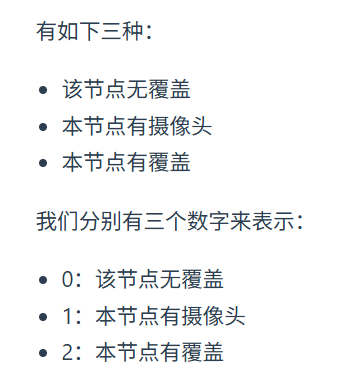 有如下三种：
该节点无覆盖
本节点有摄像头
本节点有覆盖
我们分别有三个数字来表示：
0：该节点无覆盖
1：本节点有摄像头
2：本节点有覆盖